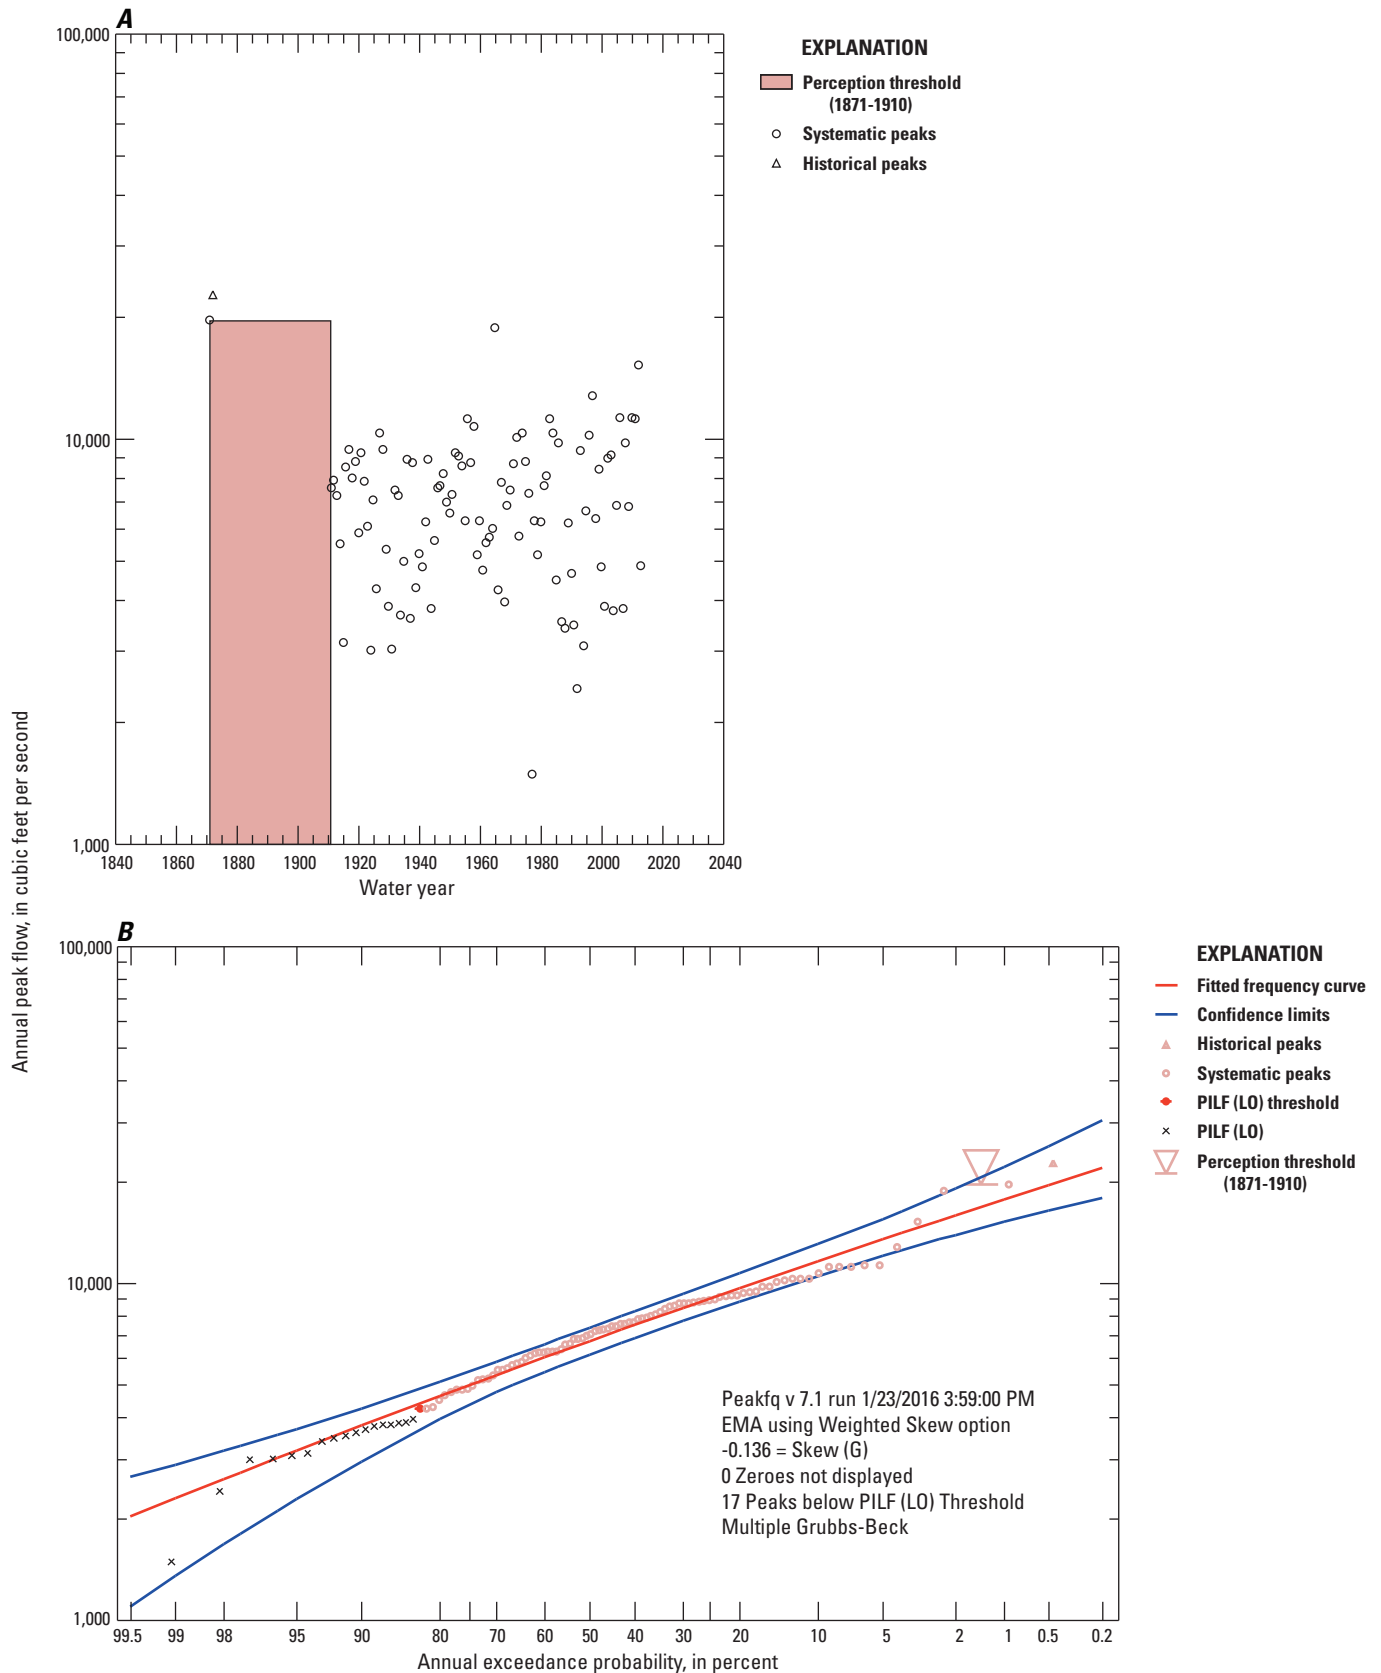 A
100,000
10,000
1,000
1840 1860 1880 1900 1920 1940 1960 1980 2000 2020 2040
Water year
EXPLANATION
Perception threshold
(1871-1910)
Systematic peaks
Historical peaks
Annual peak flow, in cubic feet per second
B
100,000
10,000
1,000
99.5 99 98 95 90 80 70 60 50 40 30 20 10 5 2 1 0.5 0.2
Annual exceedance probability, in percent
Peakfq v 7.1 run 1/23/2016 3:59:00 PM
EMA using Weighted Skew option
-0.136 = Skew (G)
0 Zeroes not displayed
17 Peaks below PILF (LO) Threshold
Multiple Grubbs-Beck
EXPLANATION
Fitted frequency curve
Confidence limits
Historical peaks
Systematic peaks
PILF (LO) threshold
PILF (LO)
Perception threshold
(1871-1910)